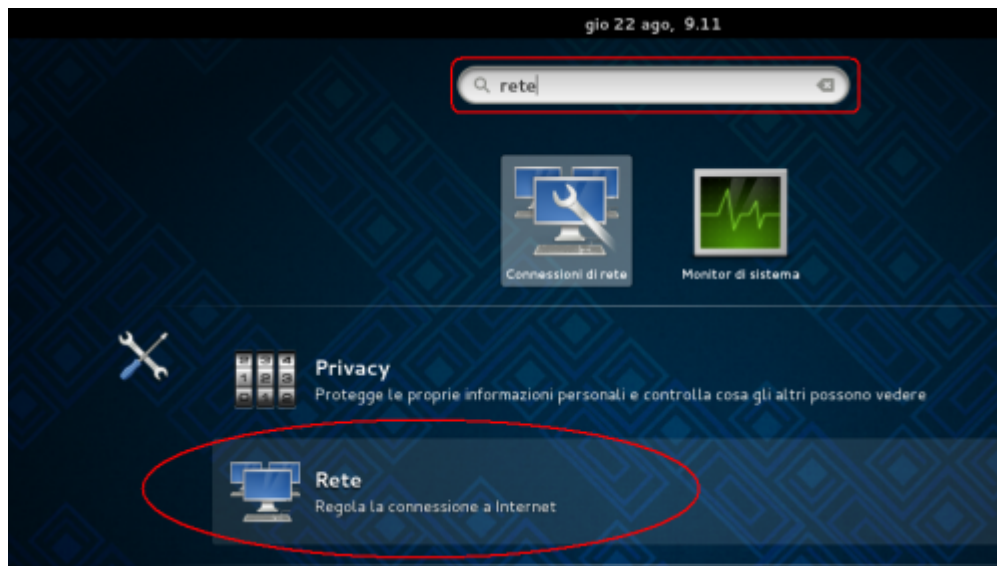 gio 22 ago, 9.11
rete
Connessioni di rete
Monitor di sistema
Privacy
Protegge le proprie informazioni personali e controlla cosa gli altri possono vedere
Rete
Regola la connessione a Internet